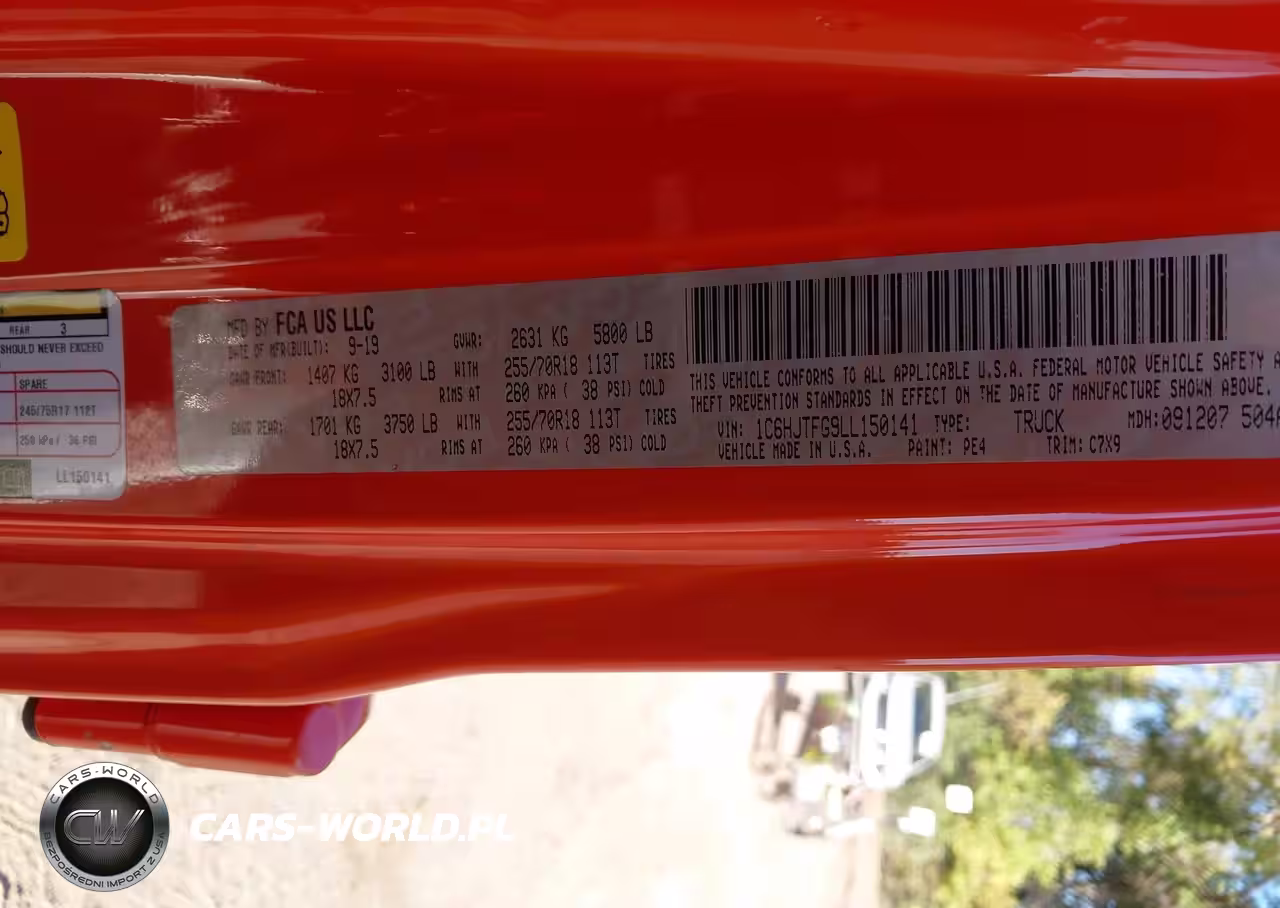 REAR 3
SHOULD NEVER EXCEED
SPARE
245/75R17 112T
250 kPa / 36 PSI
LL150141
MFD BY FCA US LLC
DATE OF MFR(BUILT): 9-19
GVWR: 2631 KG 5800 LB
GAWR FRONT: 1407 KG 3100 LB WITH 255/70R18 113T TIRES
18X7.5 RIMS AT 260 KPA ( 38 PSI) COLD
GAWR REAR: 1701 KG 3750 LB WITH 255/70R18 113T TIRES
18X7.5 RIMS AT 260 KPA ( 38 PSI) COLD
THIS VEHICLE CONFORMS TO ALL APPLICABLE U.S.A. FEDERAL MOTOR VEHICLE SAFETY
THEFT PREVENTION STANDARDS IN EFFECT ON THE DATE OF MANUFACTURE SHOWN ABOVE.
VIN: 1C6HJTFG9LL150141 TYPE: TRUCK MDH:091207 504
VEHICLE MADE IN U.S.A. PAINT: PE4 TRIM: C7X9
CARS-WORLD
CW
BEZPOŚREDNI IMPORT Z USA
CARS-WORLD.PL